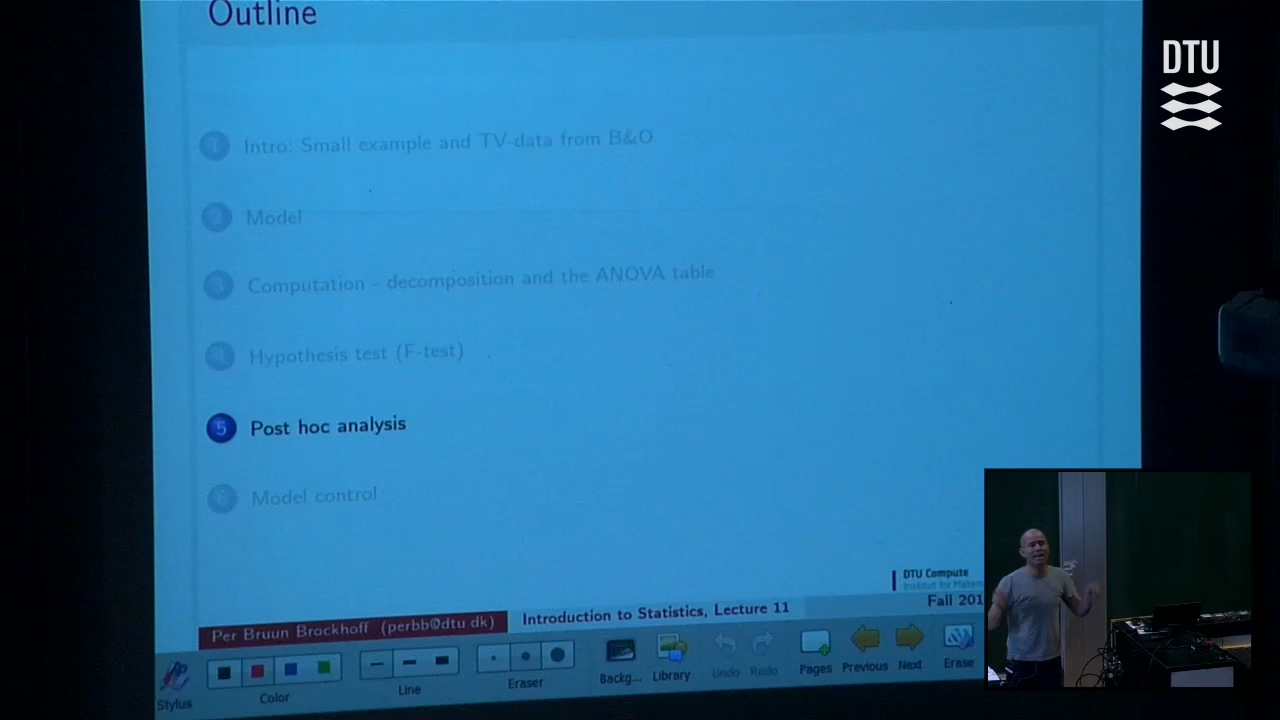 Outline
DTU
1 Intro: Small example and TV-data from B&O
2 Model
3 Computation – decomposition and the ANOVA table
4 Hypothesis test (F-test)
5 Post hoc analysis
6 Model control
DTU Compute
Institut for
Per Bruun Brockhoff (perbb@dtu.dk)
Introduction to Statistics, Lecture 11
Fall 201
Stylus
Color
Line
Eraser
Backg...
Library
Undo
Redo
Pages
Previous
Next
Erase